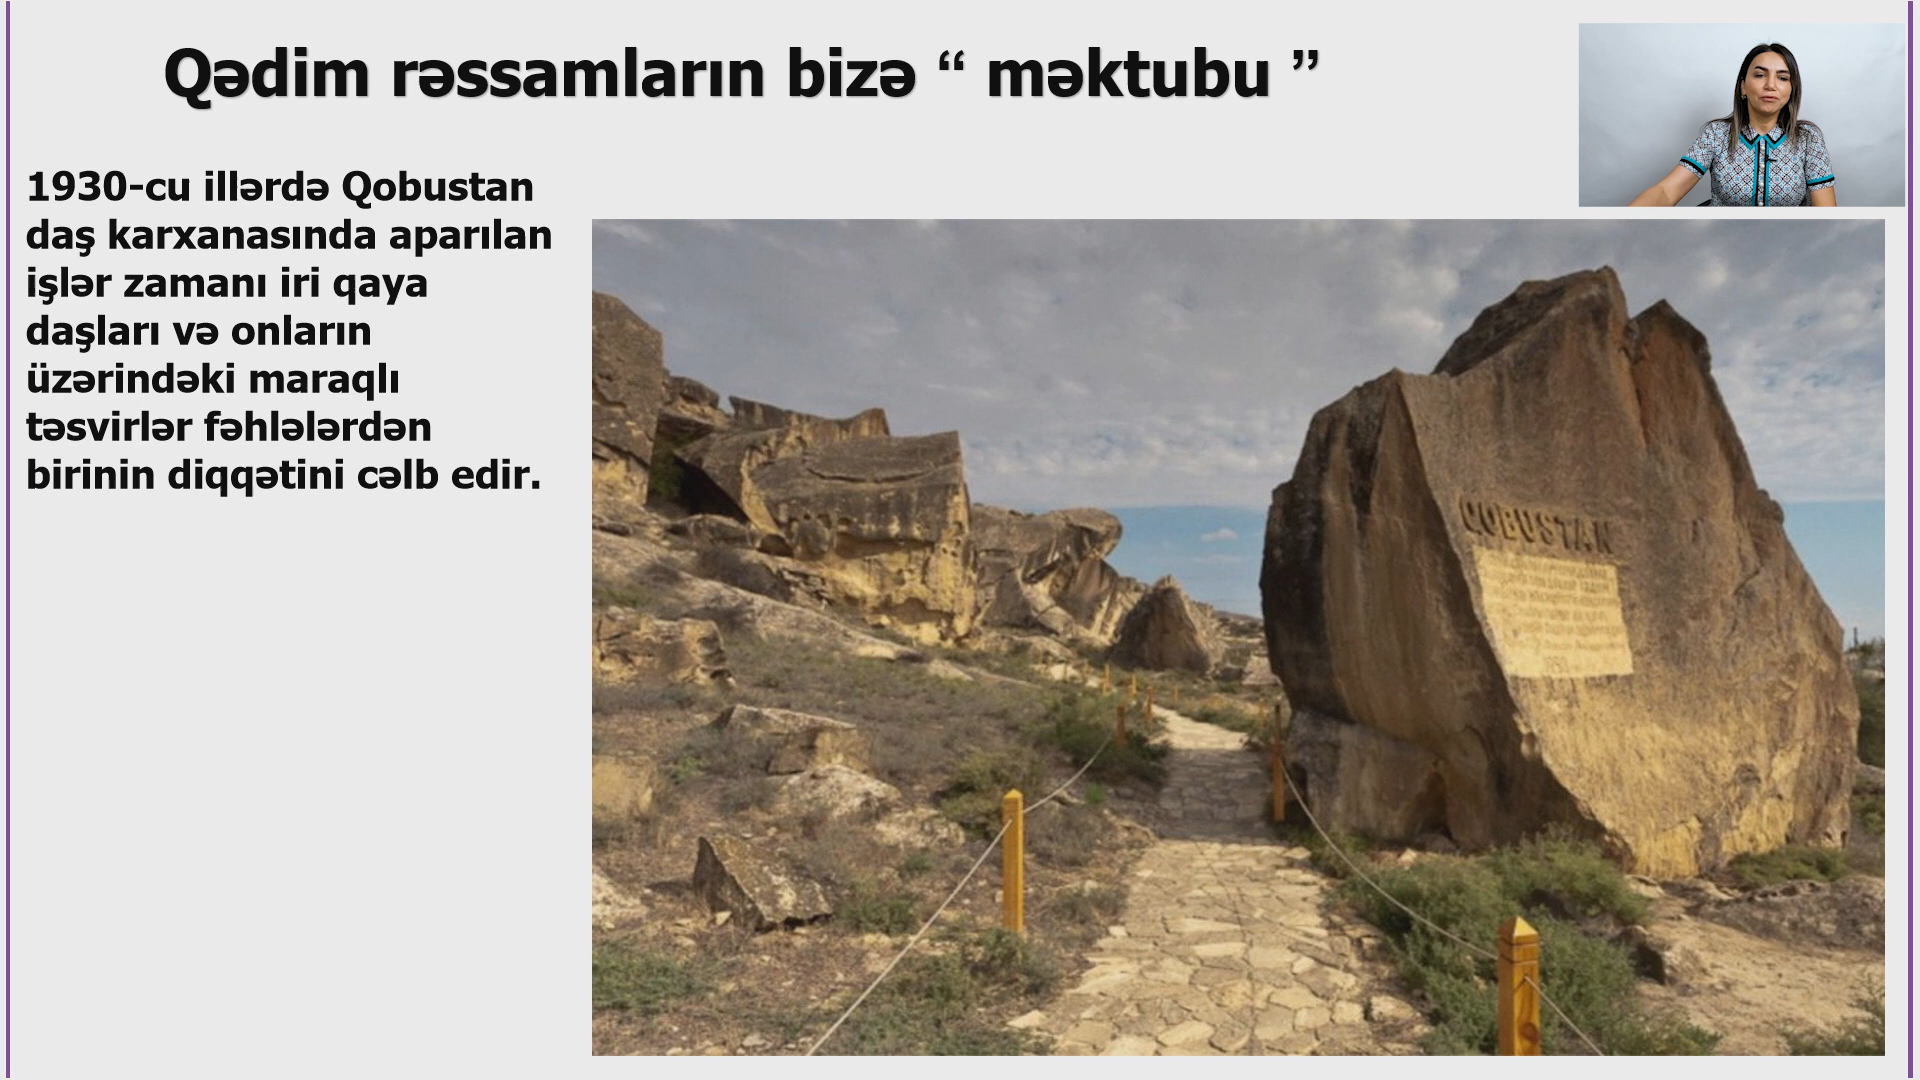 Qədim rəssamların bizə “ məktubu ”
1930-cu illərdə Qobustan
daş karxanasında aparılan
işlər zamanı iri qaya
daşları və onların
üzərindəki maraqlı
təsvirlər fəhlələrdən
birinin diqqətini cəlb edir.
QOBUSTAN